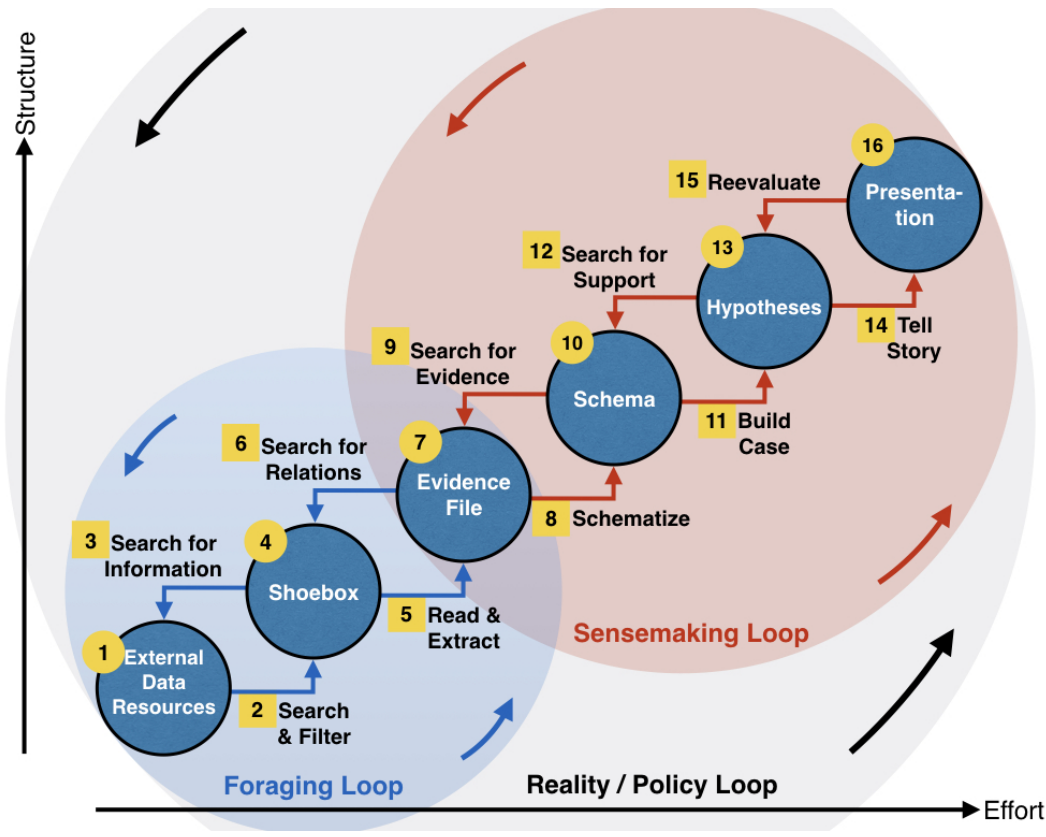 Structure
16
Presenta-
tion
15 Reevaluate
13
Hypotheses
14 Tell
Story
12 Search for
Support
10
Schema
11 Build
Case
9 Search for
Evidence
7
Evidence
File
8 Schematize
6 Search for
Relations
4
Shoebox
5 Read &
Extract
3 Search for
Information
1
External
Data
Resources
2 Search
& Filter
Sensemaking Loop
Foraging Loop
Reality / Policy Loop
Effort